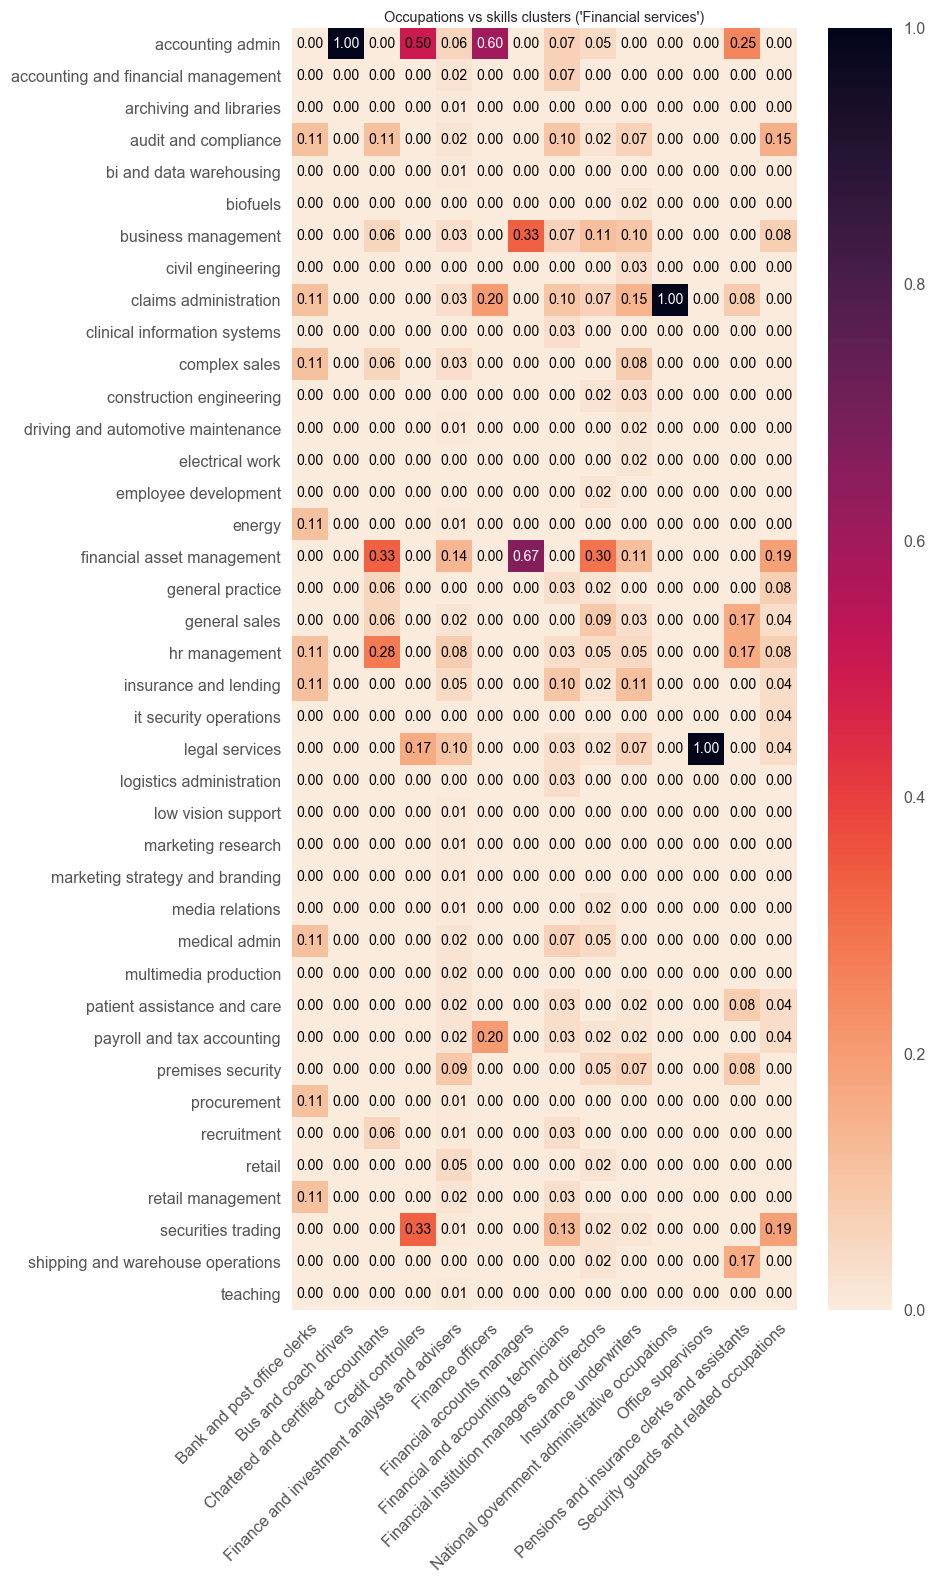 Occupations vs skills clusters ('Financial services')
accounting admin 0.00 1.00 0.00 0.50 0.06 0.60 0.00 0.07 0.05 0.00 0.00 0.00 0.25 0.00
accounting and financial management 0.00 0.00 0.00 0.00 0.02 0.00 0.00 0.07 0.00 0.00 0.00 0.00 0.00 0.00
archiving and libraries 0.00 0.00 0.00 0.00 0.01 0.00 0.00 0.00 0.00 0.00 0.00 0.00 0.00 0.00
audit and compliance 0.11 0.00 0.11 0.00 0.02 0.00 0.00 0.10 0.02 0.07 0.00 0.00 0.00 0.15
bi and data warehousing 0.00 0.00 0.00 0.00 0.01 0.00 0.00 0.00 0.00 0.00 0.00 0.00 0.00 0.00
biofuels 0.00 0.00 0.00 0.00 0.00 0.00 0.00 0.00 0.00 0.02 0.00 0.00 0.00 0.00
business management 0.00 0.00 0.06 0.00 0.03 0.00 0.33 0.07 0.11 0.10 0.00 0.00 0.00 0.08
civil engineering 0.00 0.00 0.00 0.00 0.00 0.00 0.00 0.00 0.00 0.03 0.00 0.00 0.00 0.00
claims administration 0.11 0.00 0.00 0.00 0.03 0.20 0.00 0.10 0.07 0.15 1.00 0.00 0.08 0.00
clinical information systems 0.00 0.00 0.00 0.00 0.00 0.00 0.00 0.03 0.00 0.00 0.00 0.00 0.00 0.00
complex sales 0.11 0.00 0.06 0.00 0.03 0.00 0.00 0.00 0.00 0.08 0.00 0.00 0.00 0.00
construction engineering 0.00 0.00 0.00 0.00 0.00 0.00 0.00 0.00 0.02 0.03 0.00 0.00 0.00 0.00
driving and automotive maintenance 0.00 0.00 0.00 0.00 0.01 0.00 0.00 0.00 0.00 0.02 0.00 0.00 0.00 0.00
electrical work 0.00 0.00 0.00 0.00 0.00 0.00 0.00 0.00 0.00 0.02 0.00 0.00 0.00 0.00
employee development 0.00 0.00 0.00 0.00 0.00 0.00 0.00 0.00 0.02 0.00 0.00 0.00 0.00 0.00
energy 0.11 0.00 0.00 0.00 0.01 0.00 0.00 0.00 0.00 0.00 0.00 0.00 0.00 0.00
financial asset management 0.00 0.00 0.33 0.00 0.14 0.00 0.67 0.00 0.30 0.11 0.00 0.00 0.00 0.19
general practice 0.00 0.00 0.06 0.00 0.00 0.00 0.00 0.03 0.02 0.00 0.00 0.00 0.00 0.08
general sales 0.00 0.00 0.06 0.00 0.02 0.00 0.00 0.00 0.09 0.03 0.00 0.00 0.17 0.04
hr management 0.11 0.00 0.28 0.00 0.08 0.00 0.00 0.03 0.05 0.05 0.00 0.00 0.17 0.08
insurance and lending 0.11 0.00 0.00 0.00 0.05 0.00 0.00 0.10 0.02 0.11 0.00 0.00 0.00 0.04
it security operations 0.00 0.00 0.00 0.00 0.00 0.00 0.00 0.00 0.00 0.00 0.00 0.00 0.00 0.04
legal services 0.00 0.00 0.00 0.17 0.10 0.00 0.00 0.03 0.02 0.07 0.00 1.00 0.00 0.04
logistics administration 0.00 0.00 0.00 0.00 0.00 0.00 0.00 0.03 0.00 0.00 0.00 0.00 0.00 0.00
low vision support 0.00 0.00 0.00 0.00 0.01 0.00 0.00 0.00 0.00 0.00 0.00 0.00 0.00 0.00
marketing research 0.00 0.00 0.00 0.00 0.01 0.00 0.00 0.00 0.00 0.00 0.00 0.00 0.00 0.00
marketing strategy and branding 0.00 0.00 0.00 0.00 0.01 0.00 0.00 0.00 0.00 0.00 0.00 0.00 0.00 0.00
media relations 0.00 0.00 0.00 0.00 0.01 0.00 0.00 0.00 0.02 0.00 0.00 0.00 0.00 0.00
medical admin 0.11 0.00 0.00 0.00 0.02 0.00 0.00 0.07 0.05 0.00 0.00 0.00 0.00 0.00
multimedia production 0.00 0.00 0.00 0.00 0.02 0.00 0.00 0.00 0.00 0.00 0.00 0.00 0.00 0.00
patient assistance and care 0.00 0.00 0.00 0.00 0.02 0.00 0.00 0.03 0.00 0.02 0.00 0.00 0.08 0.04
payroll and tax accounting 0.00 0.00 0.00 0.00 0.02 0.20 0.00 0.03 0.02 0.02 0.00 0.00 0.00 0.04
premises security 0.00 0.00 0.00 0.00 0.09 0.00 0.00 0.00 0.05 0.07 0.00 0.00 0.08 0.00
procurement 0.11 0.00 0.00 0.00 0.01 0.00 0.00 0.00 0.00 0.00 0.00 0.00 0.00 0.00
recruitment 0.00 0.00 0.06 0.00 0.01 0.00 0.00 0.03 0.00 0.00 0.00 0.00 0.00 0.00
retail 0.00 0.00 0.00 0.00 0.05 0.00 0.00 0.00 0.02 0.00 0.00 0.00 0.00 0.00
retail management 0.11 0.00 0.00 0.00 0.02 0.00 0.00 0.03 0.00 0.00 0.00 0.00 0.00 0.00
securities trading 0.00 0.00 0.00 0.33 0.01 0.00 0.00 0.13 0.02 0.02 0.00 0.00 0.00 0.19
shipping and warehouse operations 0.00 0.00 0.00 0.00 0.00 0.00 0.00 0.00 0.02 0.00 0.00 0.00 0.17 0.00
teaching 0.00 0.00 0.00 0.00 0.01 0.00 0.00 0.00 0.00 0.00 0.00 0.00 0.00 0.00
Bank and post office clerks
Bus and coach drivers
Chartered and certified accountants
Credit controllers
Finance and investment analysts and advisers
Finance officers
Financial accounts managers
Financial and accounting technicians
Financial institution managers and directors
Insurance underwriters
National government administrative occupations
Office supervisors
Pensions and insurance clerks and assistants
Security guards and related occupations
1.0
0.8
0.6
0.4
0.2
0.0